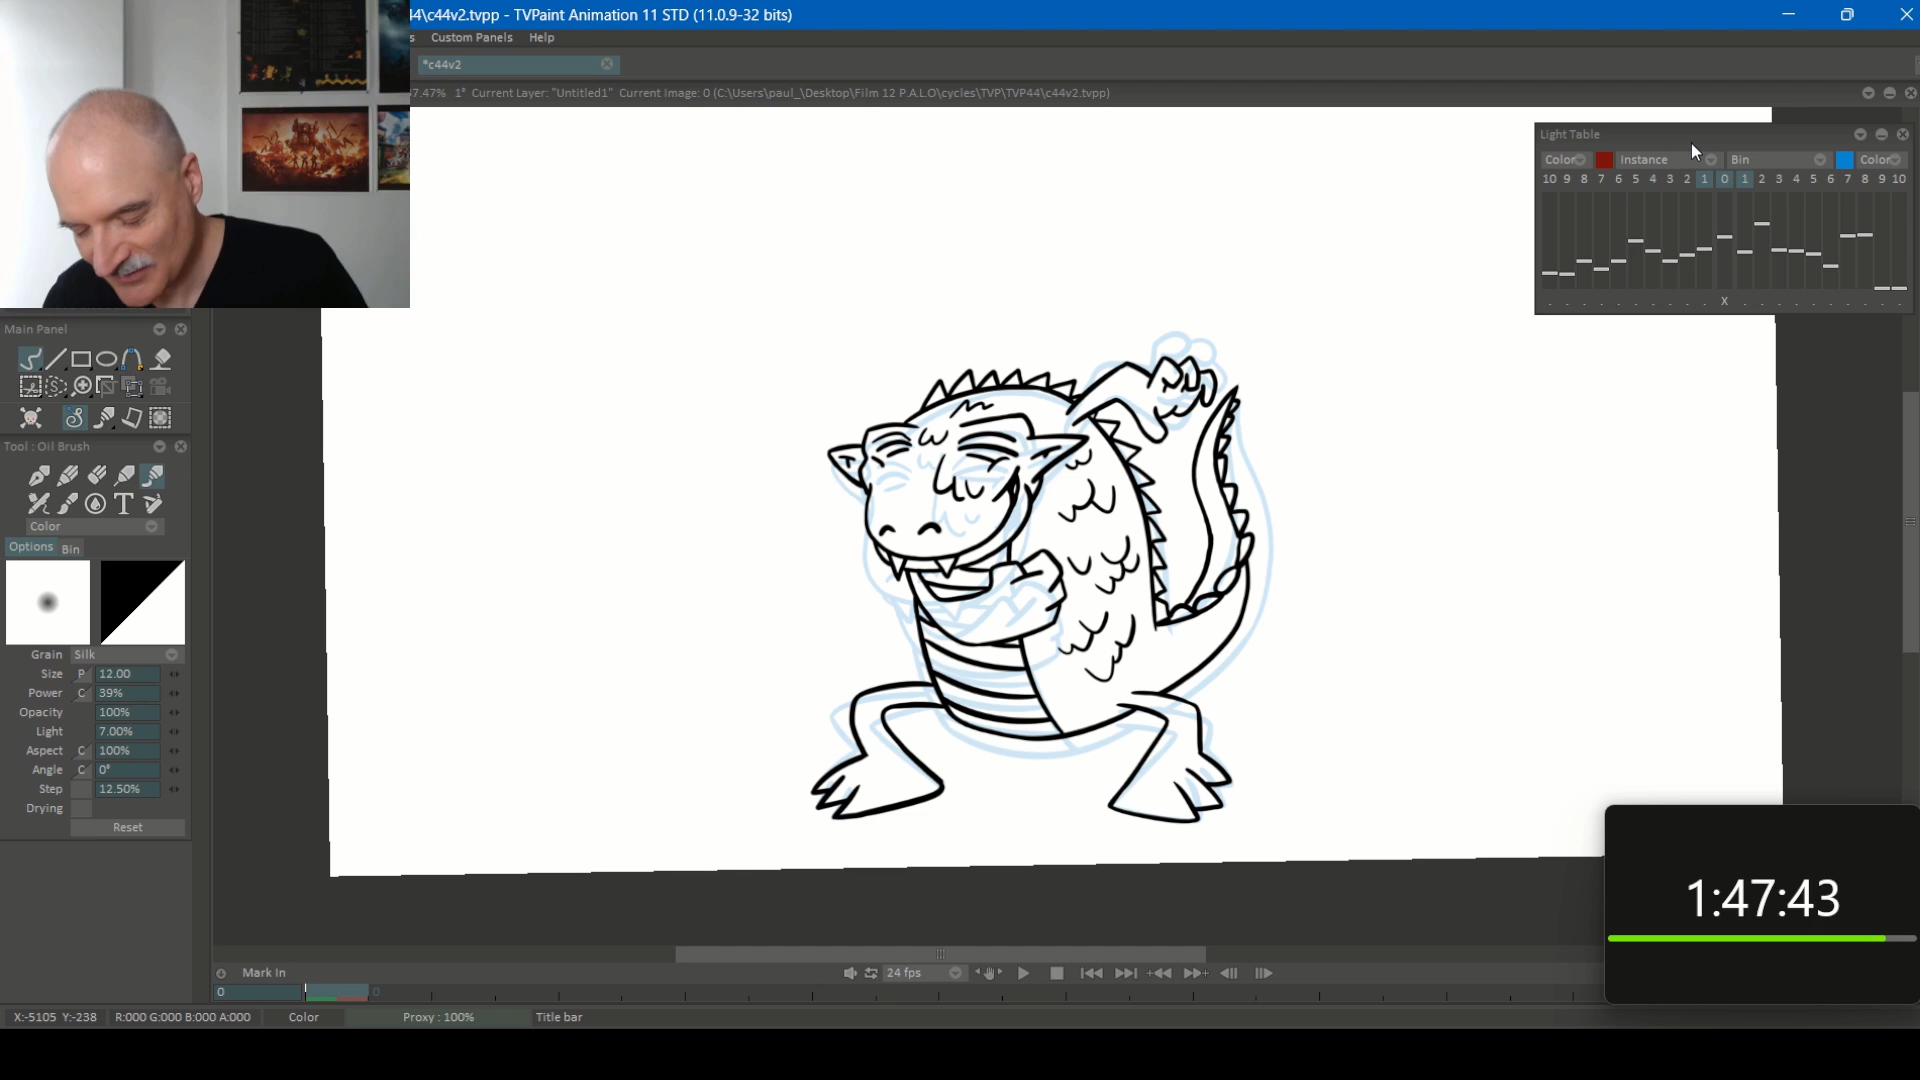 44\c44v2.tvpp - TVPaint Animation 11 STD (11.0.9-32 bits)
s Custom Panels Help
*c44v2
7.47% 1° Current Layer: "Untitled1" Current Image: 0 (C:\Users\paul_\Desktop\Film 12 P.A.L.O\cycles\TVP\TVP44\c44v2.tvpp)
Light Table
Color Instance Bin Color
10 9 8 7 6 5 4 3 2 1 0 1 2 3 4 5 6 7 8 9 10
X
Main Panel
Tool : Oil Brush
T
Color
Options Bin
Grain Silk
Size P 12.00
Power C 39%
Opacity 100%
Light 7.00%
Aspect C 100%
Angle C 0°
Step 12.50%
Drying
Reset
1:47:43
Mark In
24 fps
0 0
X:-5105 Y:-238 R:000 G:000 B:000 A:000 Color Proxy : 100% Title bar